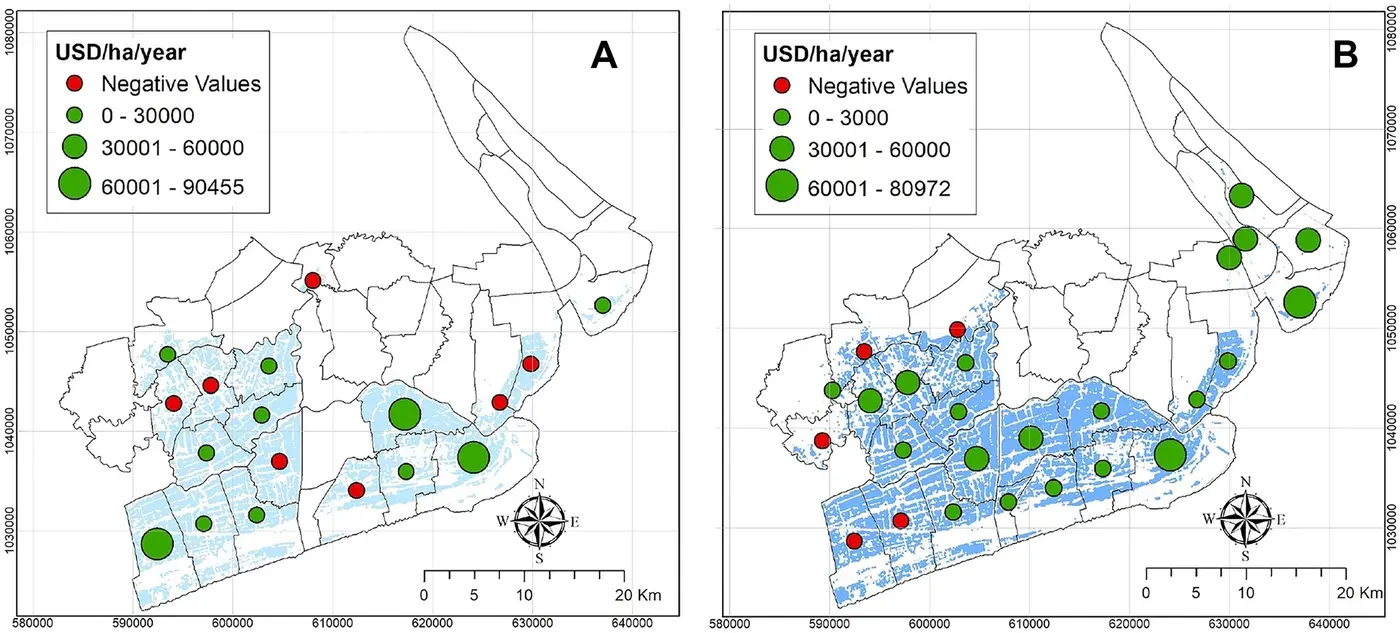 USD/ha/year
Negative Values
0 - 30000
30001 - 60000
60001 - 90455
A
1080000
1070000
1060000
1050000
1040000
1030000
N
W E
S
0 5 10 20 Km
580000 590000 600000 610000 620000 630000 640000
USD/ha/year
Negative Values
0 - 3000
30001 - 60000
60001 - 80972
B
1080000
1070000
1060000
1050000
1040000
1030000
N
W E
S
0 5 10 20 Km
580000 590000 600000 610000 620000 630000 640000